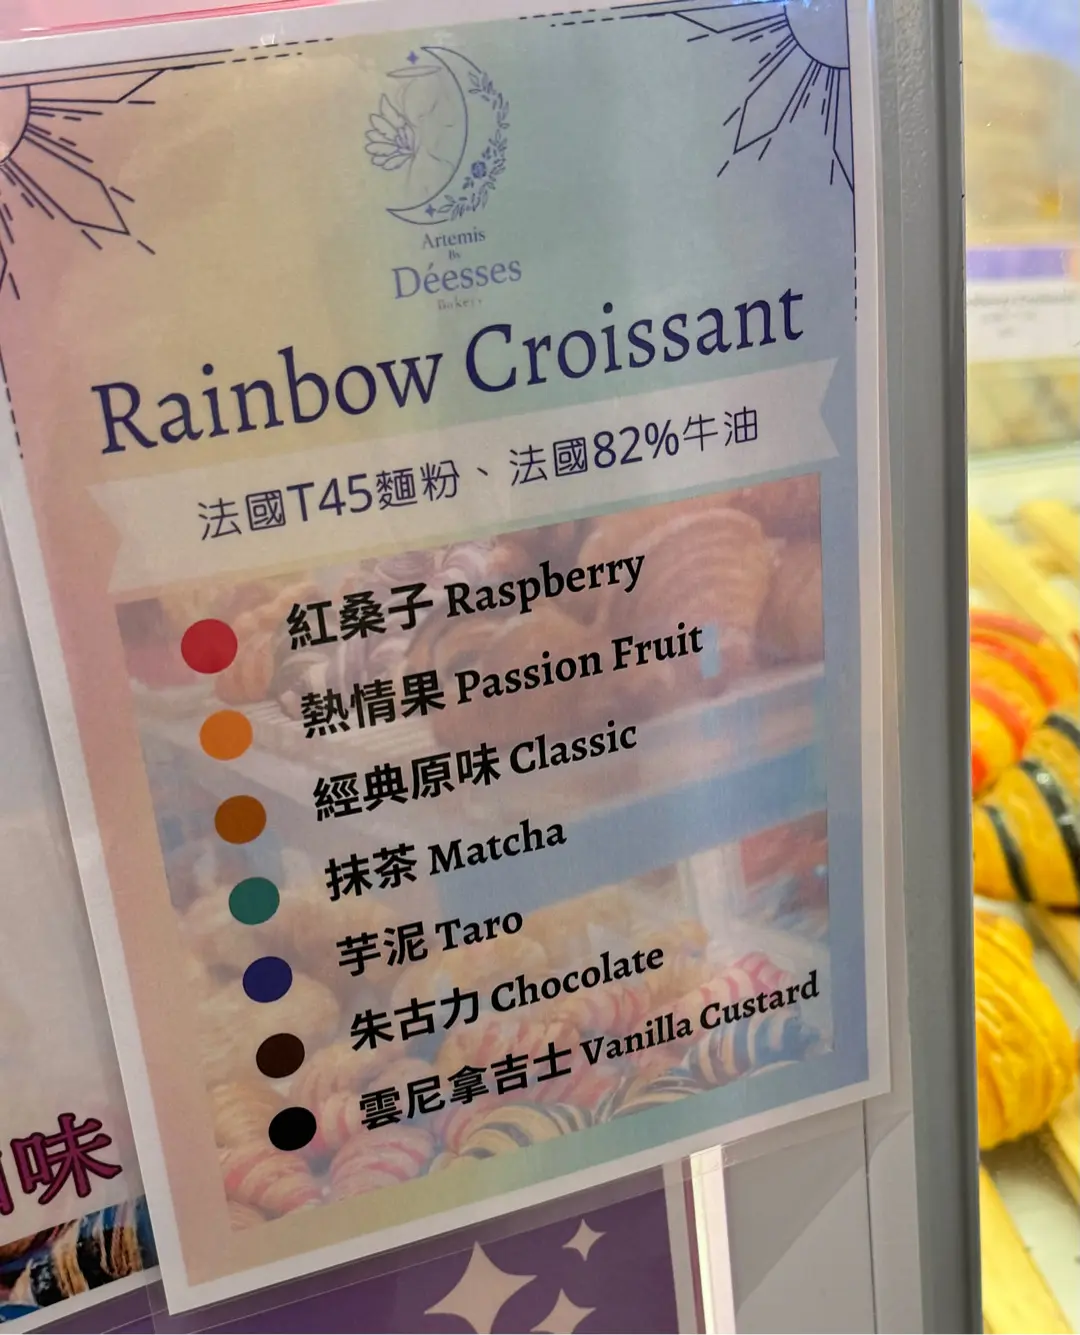 Artemis
By
Déesses
Bakery
Rainbow Croissant
法國T45麵粉、法國82%牛油
紅桑子 Raspberry
熱情果 Passion Fruit
經典原味 Classic
抹茶 Matcha
芋泥 Taro
朱古力 Chocolate
雲尼拿吉士 Vanilla Custard
味